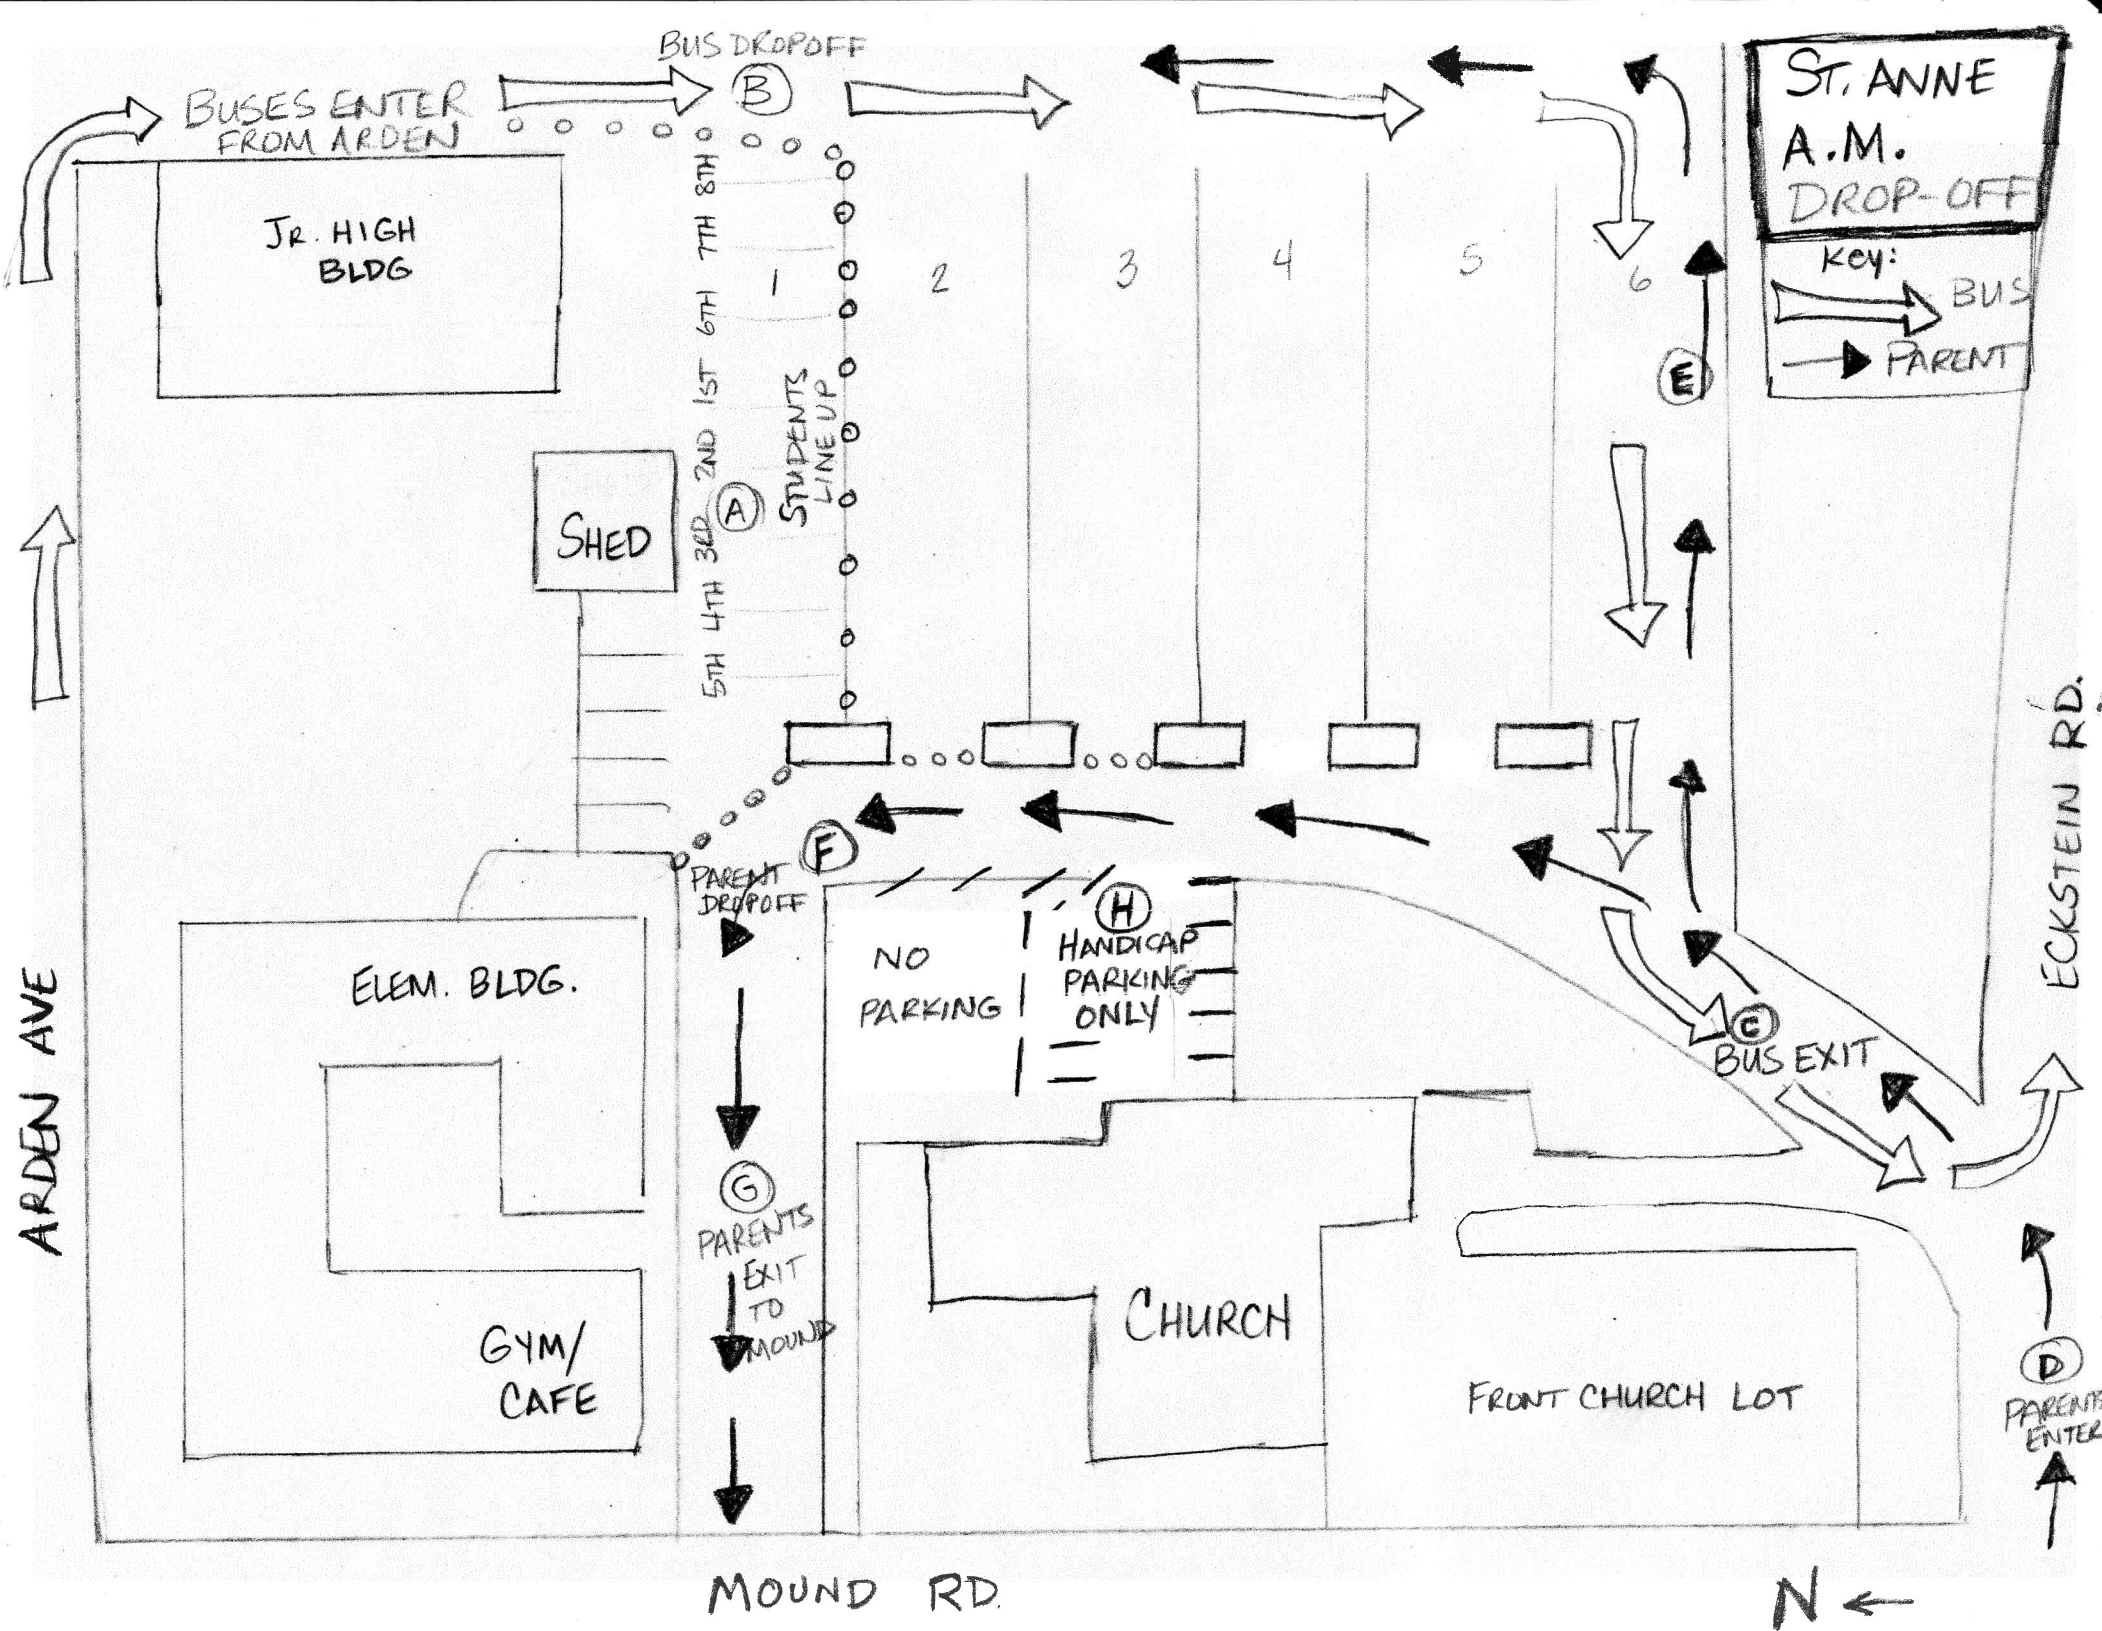 BUS DROPOFF
B
BUSES ENTER
FROM ARDEN
ST. ANNE
A.M.
DROP-OFF
Key:
BUS
PARENT
JR. HIGH
BLDG
8TH
7TH
6TH
1ST
2ND
3RD
4TH
5TH
1
2
3
4
5
6
STUDENTS
LINE UP
A
E
SHED
F
PARENT
DROPOFF
H
HANDICAP
PARKING
ONLY
NO
PARKING
ELEM. BLDG.
C
BUS EXIT
ECKSTEIN RD.
ARDEN AVE
G
PARENTS
EXIT
TO
MOUND
GYM/
CAFE
CHURCH
FRONT CHURCH LOT
D
PARENTS
ENTER
MOUND RD.
N ←